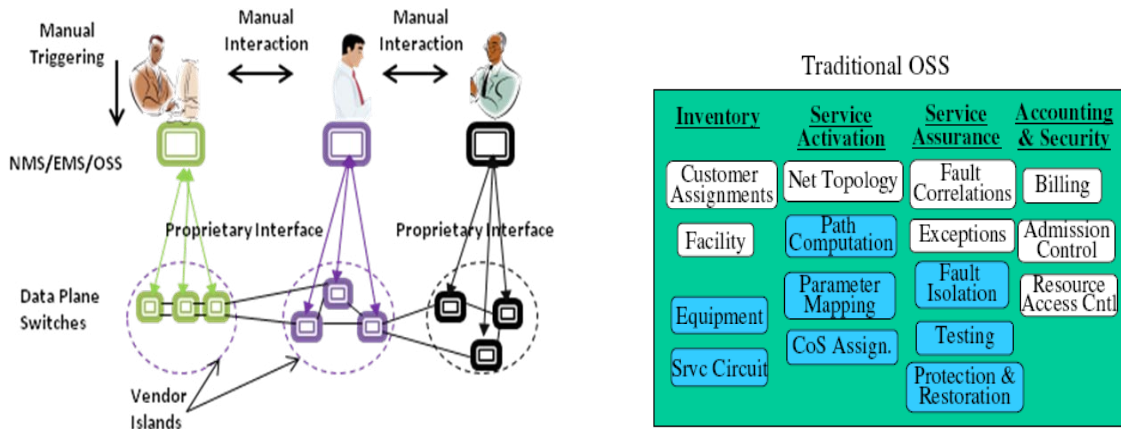 Manual
Triggering
Manual
Interaction
Manual
Interaction
NMS/EMS/OSS
Proprietary Interface
Proprietary Interface
Data Plane
Switches
Vendor
Islands
Traditional OSS
Inventory
Customer
Assignments
Facility
Equipment
Srvc Circuit
Service
Activation
Net Topology
Path
Computation
Parameter
Mapping
CoS Assign.
Service
Assurance
Fault
Correlations
Exceptions
Fault
Isolation
Testing
Protection &
Restoration
Accounting
& Security
Billing
Admission
Control
Resource
Access Cntl